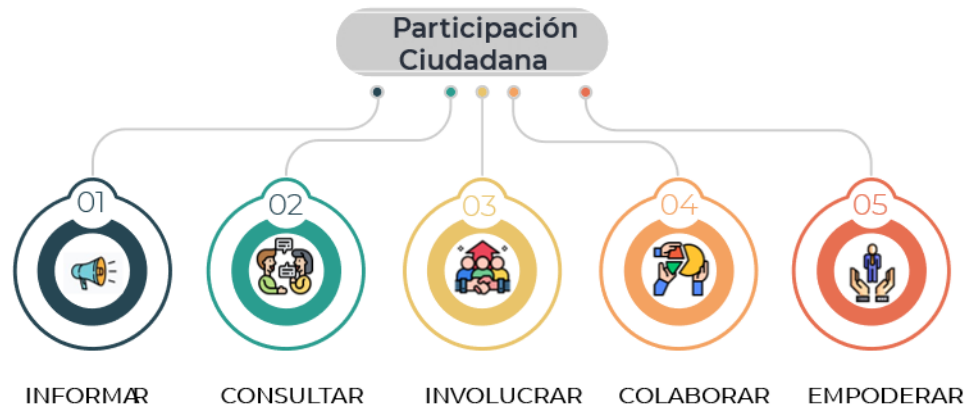 Participación
Ciudadana
01
02
03
04
05
INFORMAR
CONSULTAR
INVOLUCRAR
COLABORAR
EMPODERAR